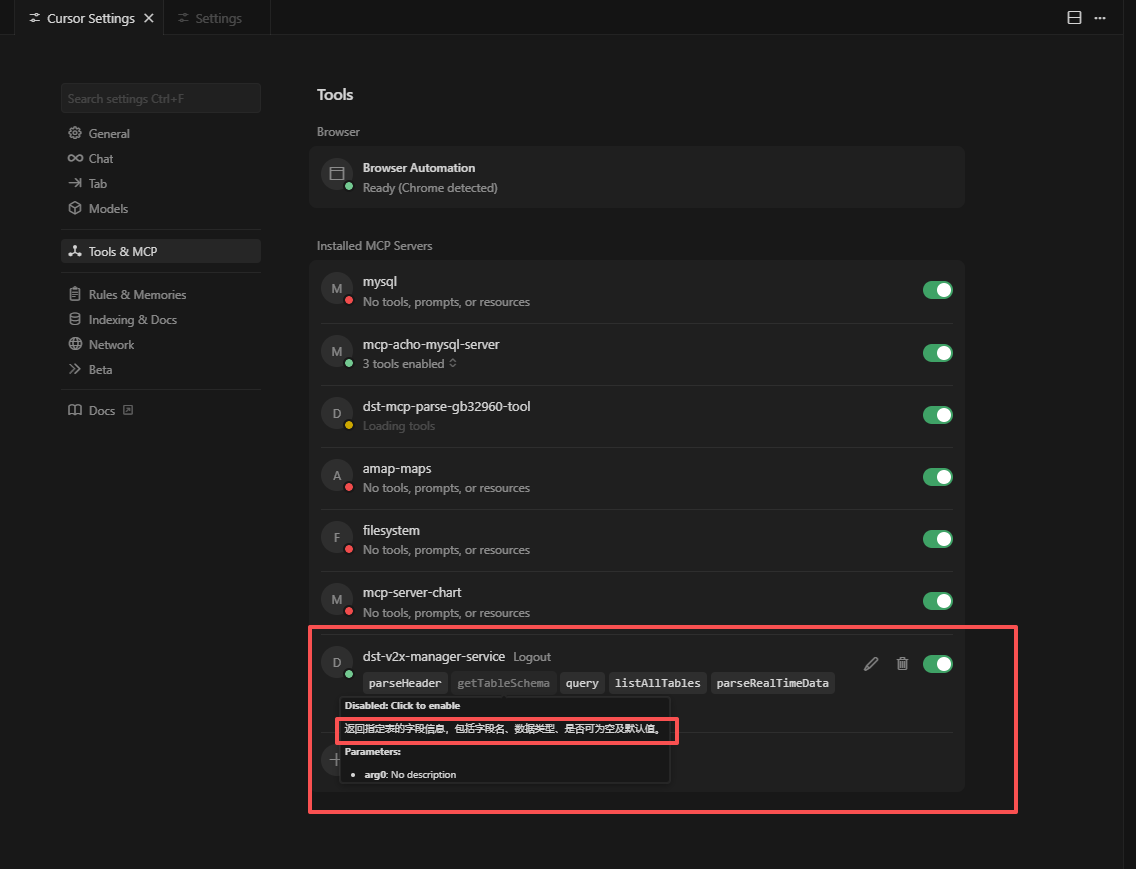 Cursor Settings
Settings
Search settings Ctrl+F
General
Chat
Tab
Models
Tools & MCP
Rules & Memories
Indexing & Docs
Network
Beta
Docs
Tools
Browser
Browser Automation
Ready (Chrome detected)
Installed MCP Servers
M
mysql
No tools, prompts, or resources
M
mcp-acho-mysql-server
3 tools enabled
D
dst-mcp-parse-gb32960-tool
Loading tools
A
amap-maps
No tools, prompts, or resources
F
filesystem
No tools, prompts, or resources
M
mcp-server-chart
No tools, prompts, or resources
D
dst-v2x-manager-service Logout
parseHeader getTableSchema query listAllTables parseRealTimeData
Disabled: Click to enable
返回指定表的字段信息，包括字段名、数据类型、是否可为空及默认值。
Parameters:
• arg0: No description